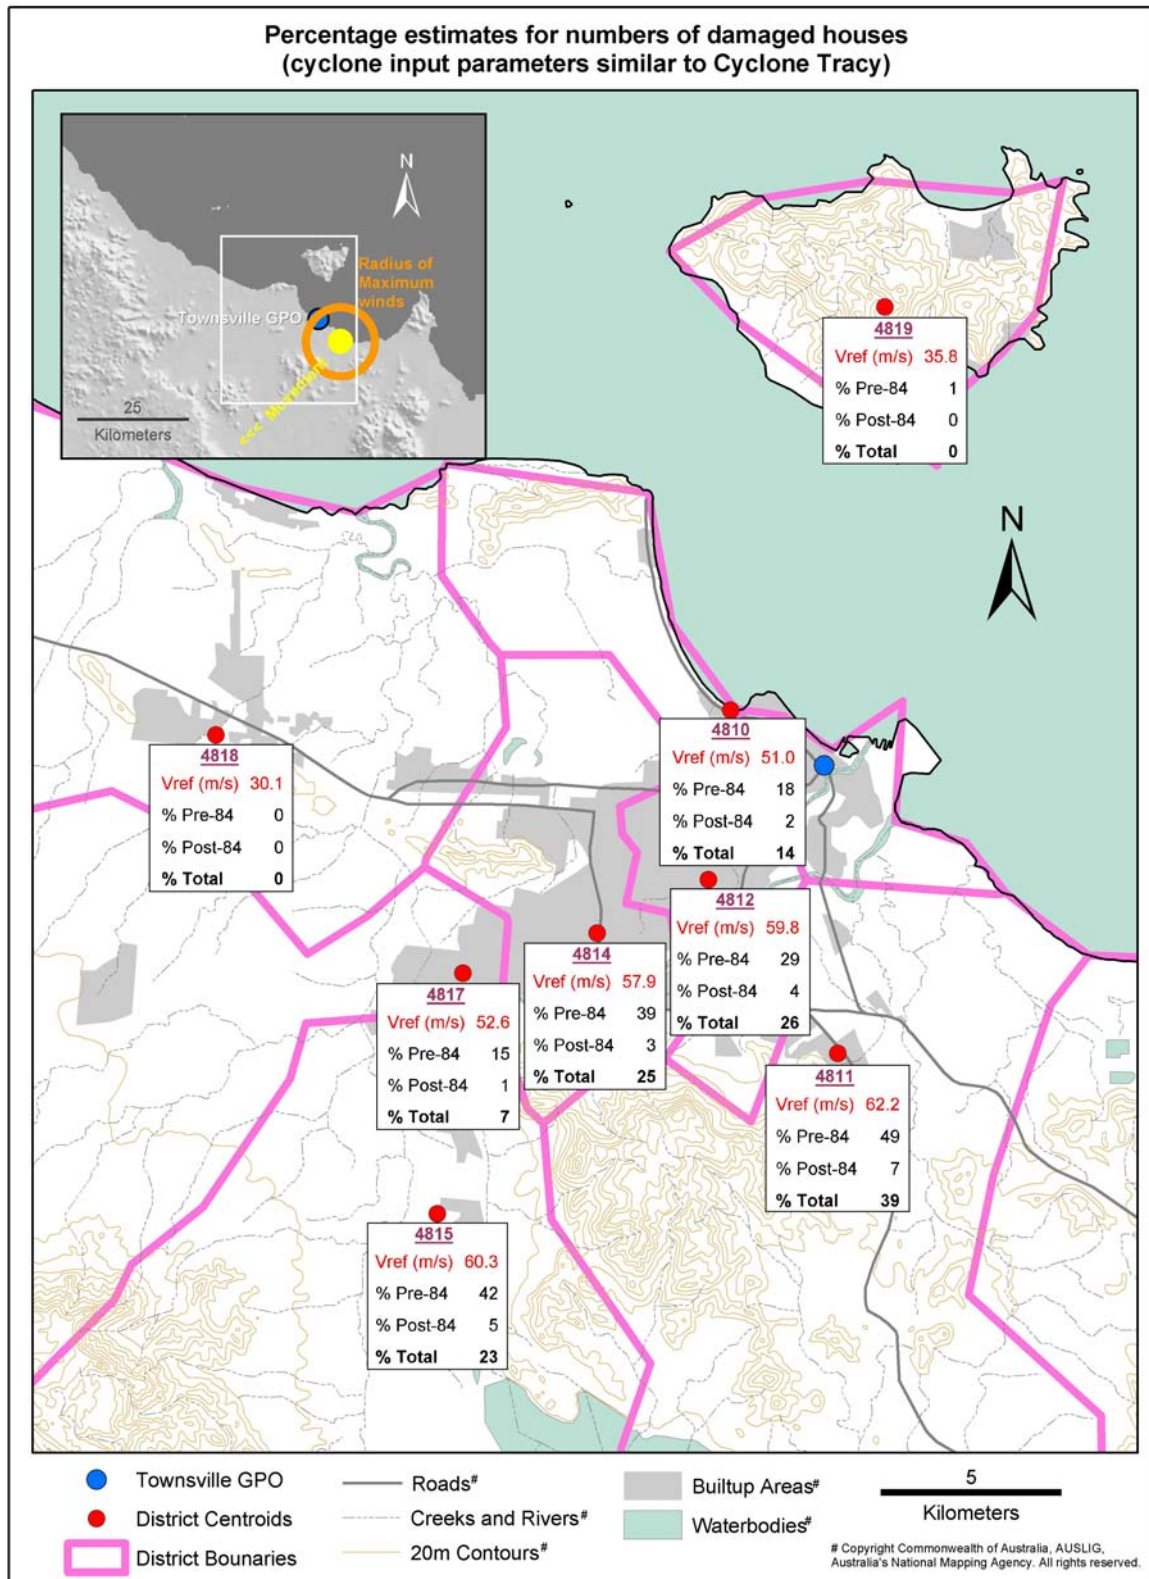 Percentage estimates for numbers of damaged houses
(cyclone input parameters similar to Cyclone Tracy)
N
Radius of
Maximum
winds
Townsville GPO
<<< Movement
25
Kilometers
4819
Vref (m/s) 35.8
% Pre-84 1
% Post-84 0
% Total 0
N
4818
Vref (m/s) 30.1
% Pre-84 0
% Post-84 0
% Total 0
4810
Vref (m/s) 51.0
% Pre-84 18
% Post-84 2
% Total 14
4812
Vref (m/s) 59.8
% Pre-84 29
% Post-84 4
% Total 26
4814
Vref (m/s) 57.9
% Pre-84 39
% Post-84 3
% Total 25
4817
Vref (m/s) 52.6
% Pre-84 15
% Post-84 1
% Total 7
4811
Vref (m/s) 62.2
% Pre-84 49
% Post-84 7
% Total 39
4815
Vref (m/s) 60.3
% Pre-84 42
% Post-84 5
% Total 23
Townsville GPO
District Centroids
District Bounaries
Roads#
Creeks and Rivers#
20m Contours#
Builtup Areas#
Waterbodies#
5
Kilometers
# Copyright Commonwealth of Australia, AUSLIG,
Australia's National Mapping Agency. All rights reserved.